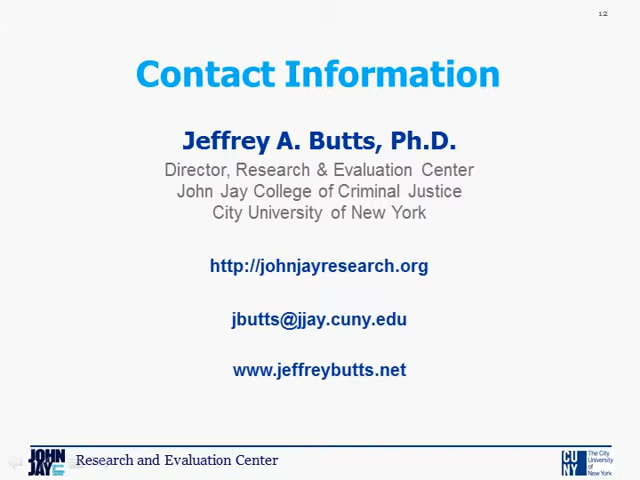 12
Contact Information
Jeffrey A. Butts, Ph.D.
Director, Research & Evaluation Center
John Jay College of Criminal Justice
City University of New York
http://johnjayresearch.org
jbutts@jjay.cuny.edu
www.jeffreybutts.net
JOHN
JAY
Research and Evaluation Center
CU
NY
The City
University
of
New York